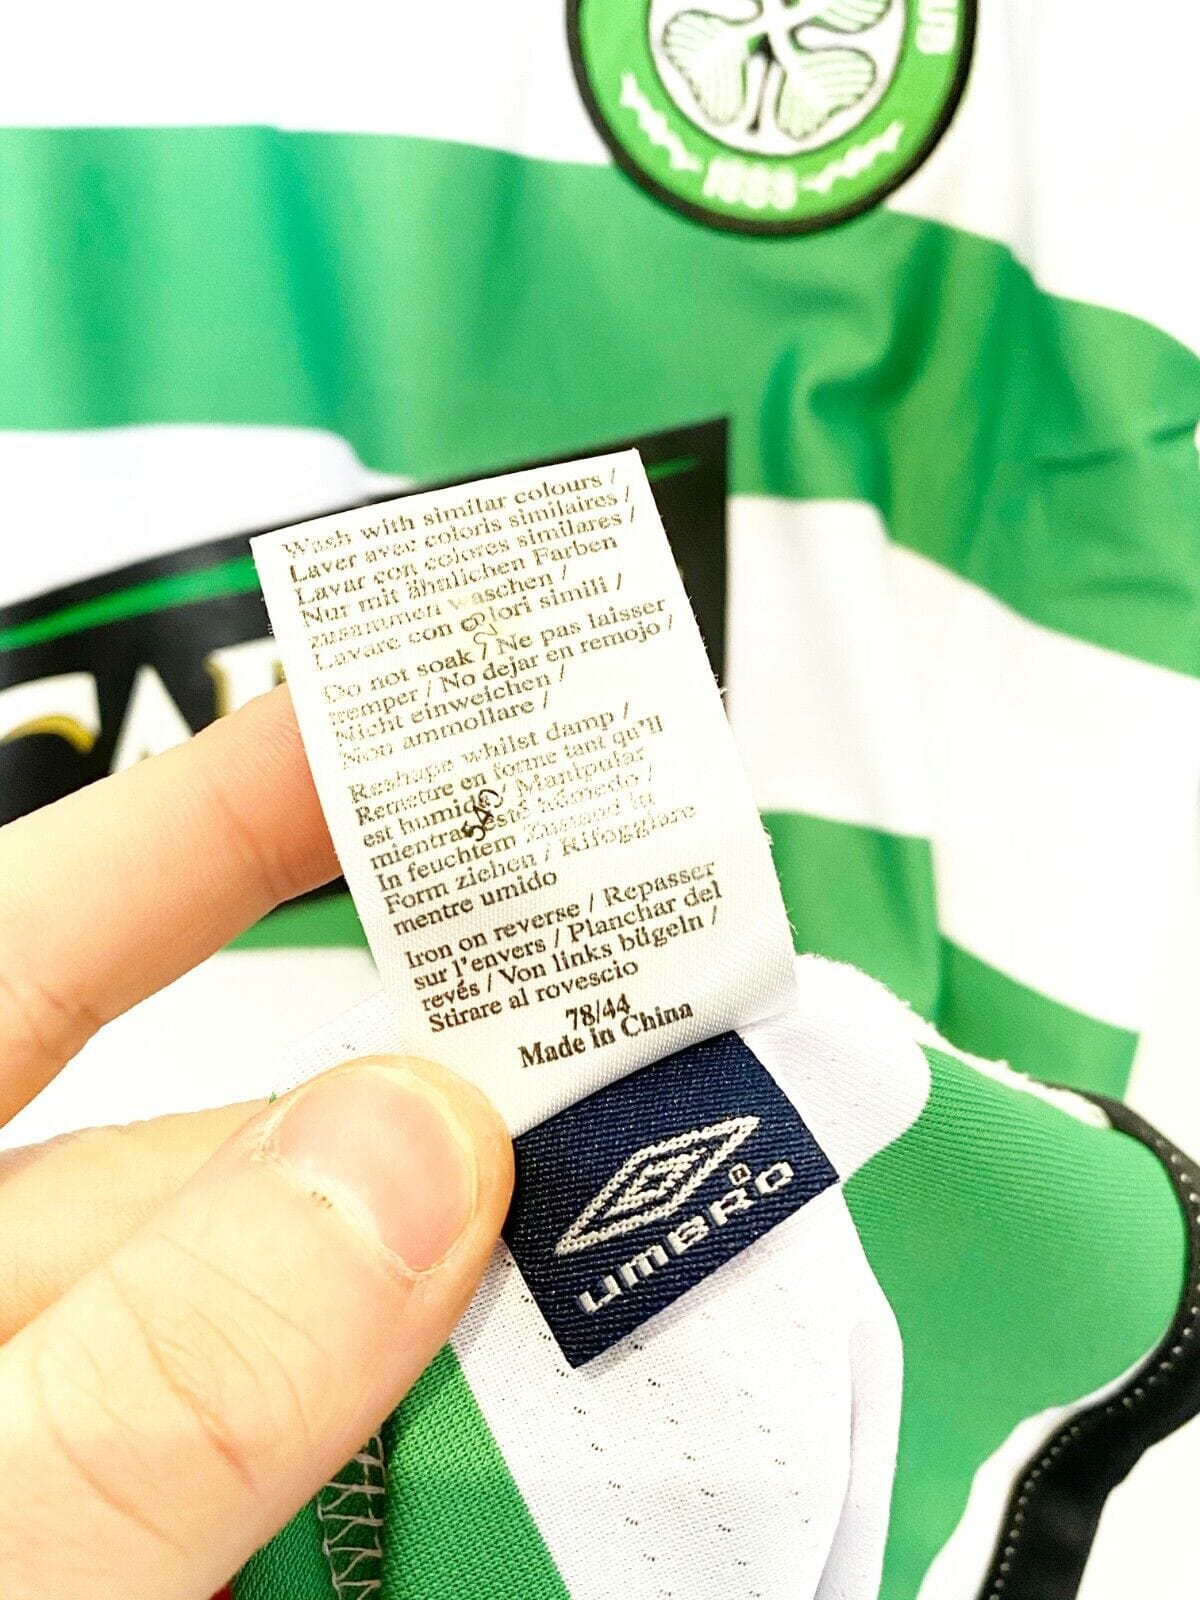 UB
1888
CAR
Wash with similar colours /
Laver avec coloris similaires /
Lavar con colores similares /
Nur mit ähnlichen Farben
zusammen waschen /
Lavare con colori simili /
Do not soak / Ne pas laisser
tremper / No dejar en remojo /
Nicht einweichen /
Non ammollare /
Reshape whilst damp /
Remettre en forme tant qu'il
est humide / Manipular
mientras esté húmedo /
In feuchtem Zustand in
Form ziehen / Rifoggiare
mentre umido
Iron on reverse / Repasser
sur l'envers / Planchar del
revés / Von links bügeln /
Stirare al rovescio
78/44
Made in China
UMBRO